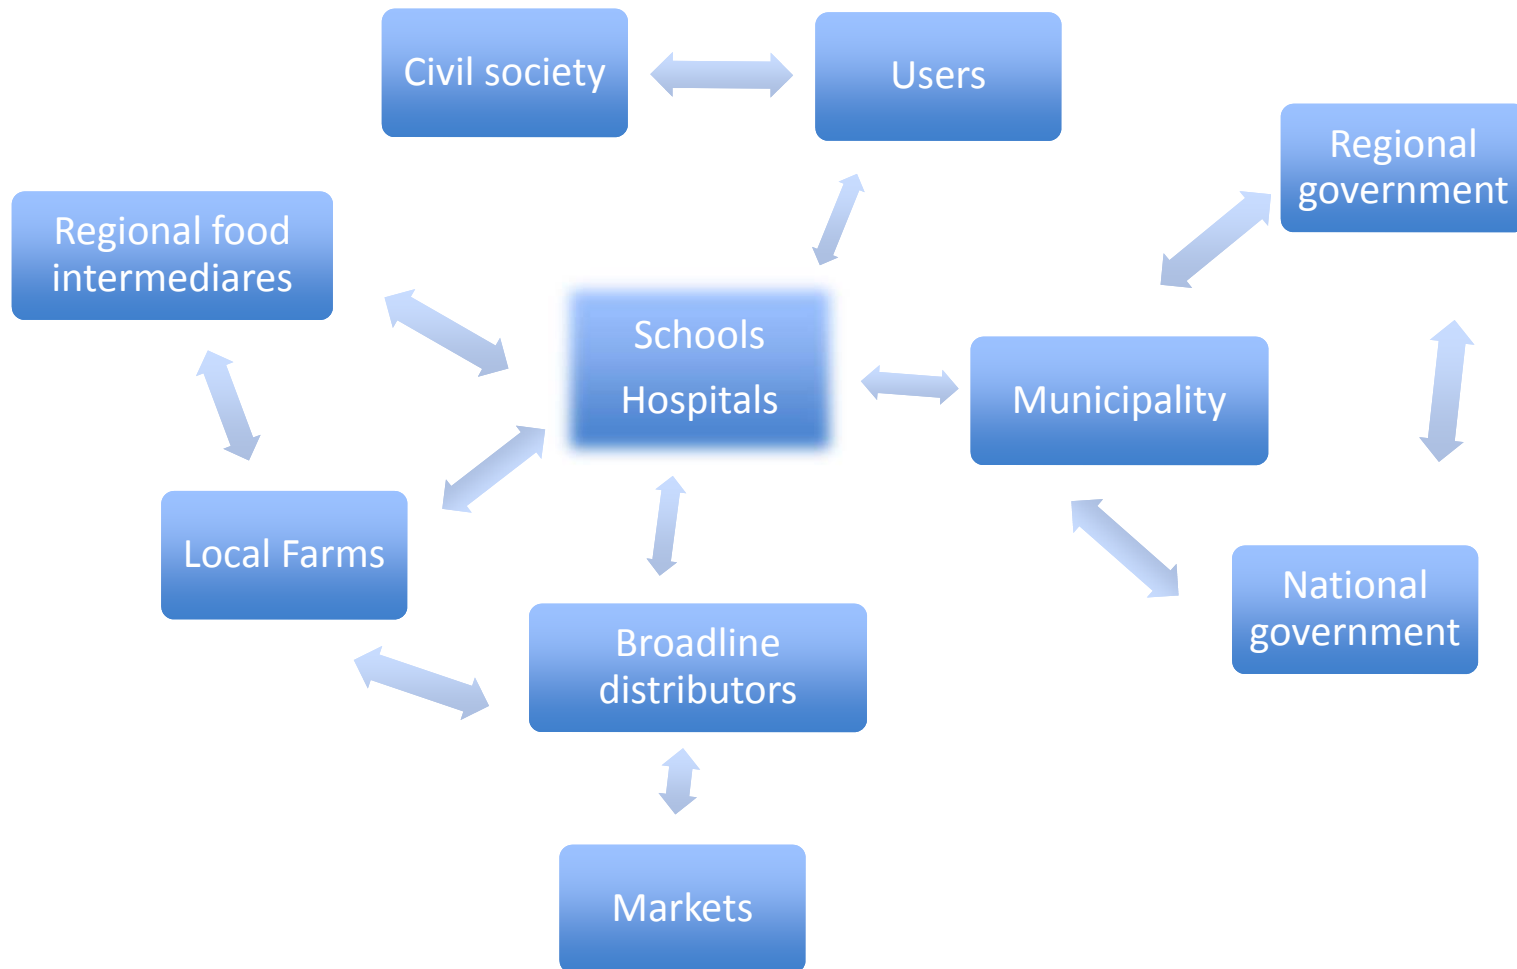 Civil society
Users
Regional
government
Regional food
intermediares
Schools
Hospitals
Municipality
Local Farms
National
government
Broadline
distributors
Markets